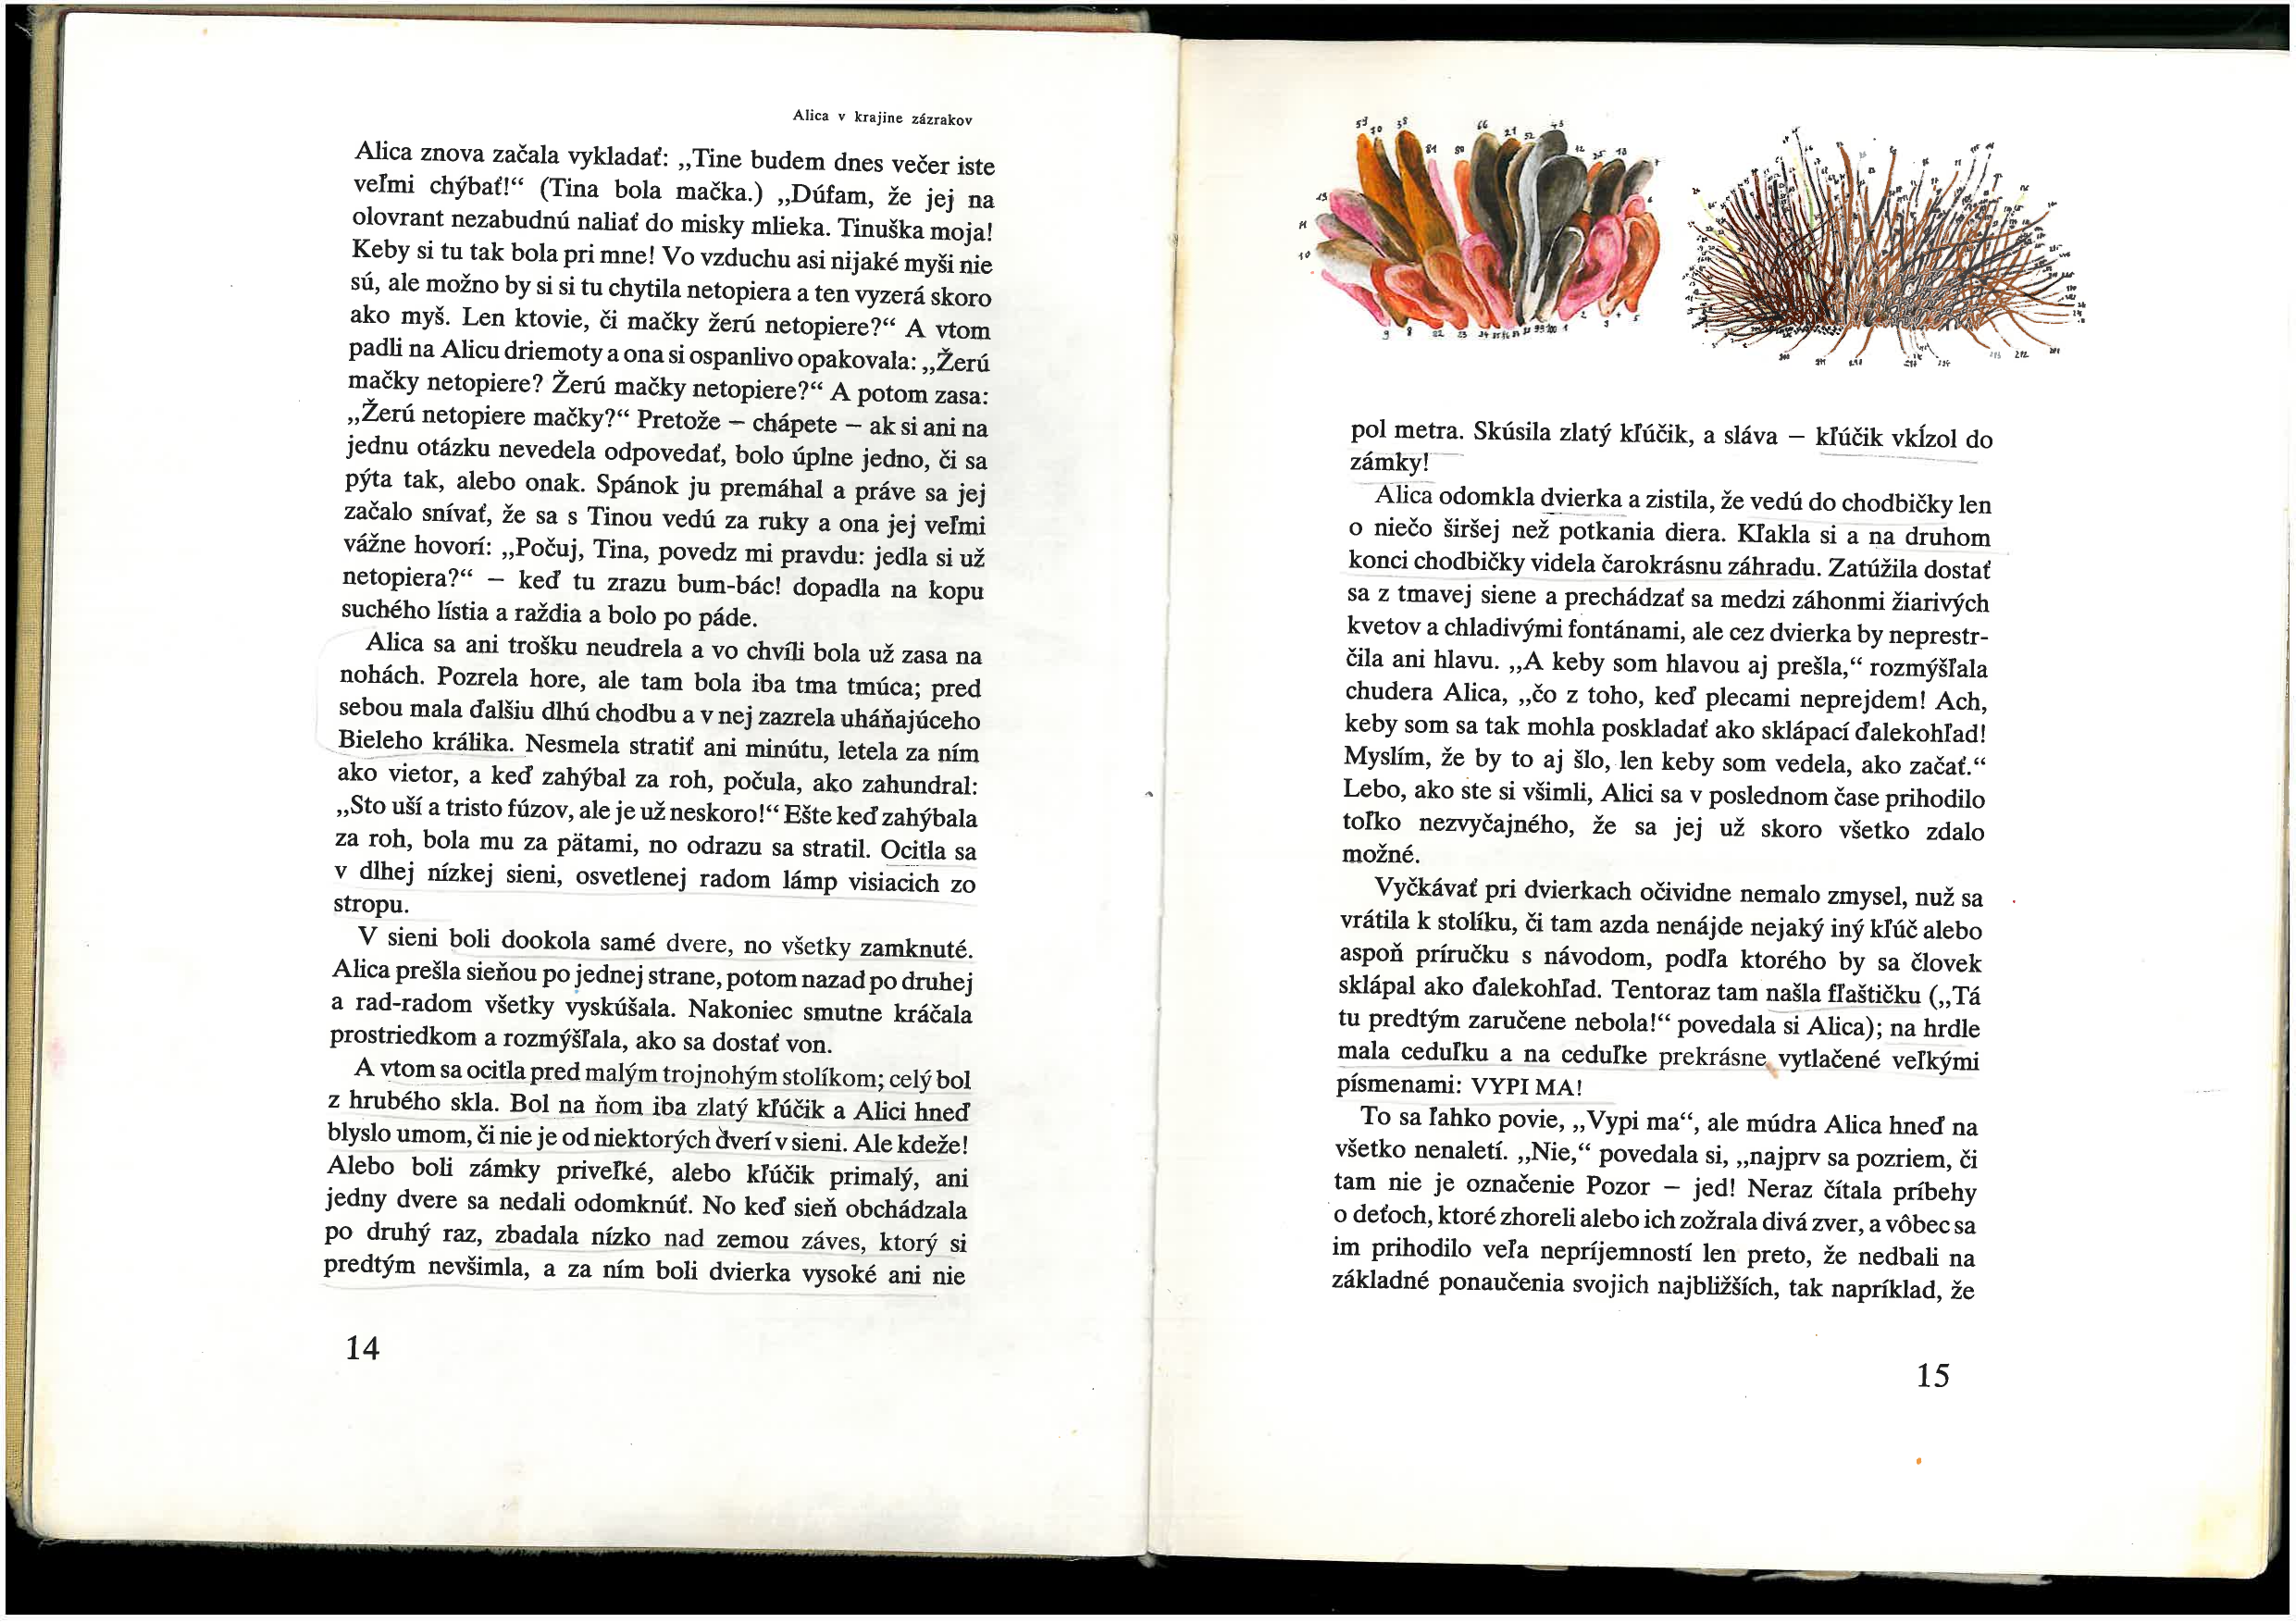 Alica v krajine zázrakov
Alica znova začala vykladať: „Tine budem dnes večer iste
veľmi chýbať!“ (Tina bola mačka.) „Dúfam, že jej na
olovrant nezabudnú naliať do misky mlieka. Tinuška moja!
Keby si tu tak bola pri mne! Vo vzduchu asi nijaké myši nie
sú, ale možno by si si tu chytila netopiera a ten vyzerá skoro
ako myš. Len ktovie, či mačky žerú netopiere?“ A vtom
padli na Alicu driemoty a ona si ospanlivo opakovala: „Žerú
mačky netopiere? Žerú mačky netopiere?“ A potom zasa:
„Žerú netopiere mačky?“ Pretože – chápete – ak si ani na
jednu otázku nevedela odpovedať, bolo úplne jedno, či sa
pýta tak, alebo onak. Spánok ju premáhal a práve sa jej
začalo snívať, že sa s Tinou vedú za ruky a ona jej veľmi
vážne hovorí: „Počuj, Tina, povedz mi pravdu: jedla si už
netopiera?“ – keď tu zrazu bum-bác! dopadla na kopu
suchého lístia a raždia a bolo po páde.
Alica sa ani trošku neudrela a vo chvíli bola už zasa na
nohách. Pozrela hore, ale tam bola iba tma tmúca; pred
sebou mala ďalšiu dlhú chodbu a v nej zazrela uháňajúceho
Bieleho králika. Nesmela stratiť ani minútu, letela za ním
ako vietor, a keď zahýbal za roh, počula, ako zahundral:
„Sto uší a tristo fúzov, ale je už neskoro!“ Ešte keď zahýbala
za roh, bola mu za pätami, no odrazu sa stratil. Ocitla sa
v dlhej nízkej sieni, osvetlenej radom lámp visiacich zo
stropu.
V sieni boli dookola samé dvere, no všetky zamknuté.
Alica prešla sieňou po jednej strane, potom nazad po druhej
a rad-radom všetky vyskúšala. Nakoniec smutne kráčala
prostriedkom a rozmýšľala, ako sa dostať von.
A vtom sa ocitla pred malým trojnohým stolíkom; celý bol
z hrubého skla. Bol na ňom iba zlatý kľúčik a Alici hneď
blyslo umom, či nie je od niektorých dverí v sieni. Ale kdeže!
Alebo boli zámky priveľké, alebo kľúčik primalý, ani
jedny dvere sa nedali odomknúť. No keď sieň obchádzala
po druhý raz, zbadala nízko nad zemou záves, ktorý si
predtým nevšimla, a za ním boli dvierka vysoké ani nie
14
pol metra. Skúsila zlatý kľúčik, a sláva – kľúčik vkĺzol do
zámky!
Alica odomkla dvierka a zistila, že vedú do chodbičky len
o niečo širšej než potkania diera. Kľakla si a na druhom
konci chodbičky videla čarokrásnu záhradu. Zatúžila dostať
sa z tmavej siene a prechádzať sa medzi záhonmi žiarivých
kvetov a chladivými fontánami, ale cez dvierka by neprestr-
čila ani hlavu. „A keby som hlavou aj prešla,“ rozmýšľala
chudera Alica, „čo z toho, keď plecami neprejdem! Ach,
keby som sa tak mohla poskladať ako sklápací ďalekohľad!
Myslím, že by to aj šlo, len keby som vedela, ako začať.“
Lebo, ako ste si všimli, Alici sa v poslednom čase prihodilo
toľko nezvyčajného, že sa jej už skoro všetko zdalo
možné.
Vyčkávať pri dvierkach očividne nemalo zmysel, nuž sa
vrátila k stolíku, či tam azda nenájde nejaký iný kľúč alebo
aspoň príručku s návodom, podľa ktorého by sa človek
sklápal ako ďalekohľad. Tentoraz tam našla fľaštičku („Tá
tu predtým zaručene nebola!“ povedala si Alica); na hrdle
mala ceduľku a na ceduľke prekrásne vytlačené veľkými
písmenami: VYPI MA!
To sa ľahko povie, „Vypi ma“, ale múdra Alica hneď na
všetko nenaletí. „Nie,“ povedala si, „najprv sa pozriem, či
tam nie je označenie Pozor – jed! Neraz čítala príbehy
o deťoch, ktoré zhoreli alebo ich zožrala divá zver, a vôbec sa
im prihodilo veľa nepríjemností len preto, že nedbali na
základné ponaučenia svojich najbližších, tak napríklad, že
15